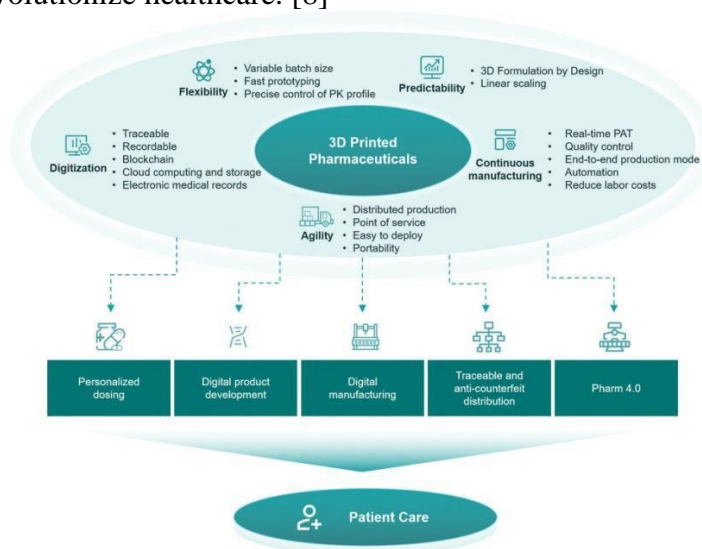 healthcare. [8]
Variable batch size
Fast prototyping
Precise control of PK profile
Flexibility
3D Formulation by Design
Linear scaling
Predictability
Traceable
Recordable
Blockchain
Cloud computing and storage
Electronic medical records
Digitization
3D Printed
Pharmaceuticals
Real-time PAT
Quality control
End-to-end production mode
Automation
Reduce labor costs
Continuous
manufacturing
Distributed production
Point of service
Easy to deploy
Portability
Agility
Personalized
dosing
Digital product
development
Digital
manufacturing
Traceable and
anti-counterfeit
distribution
Pharm 4.0
Patient Care